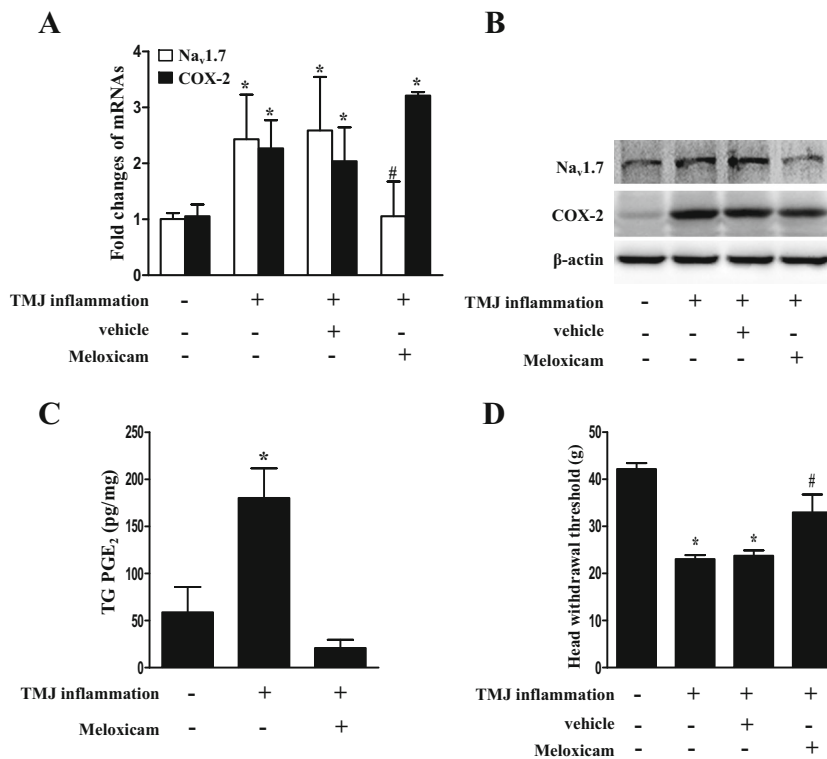 A
Fold changes of mRNAs
4
3
2
1
0
Naᵥ1.7
COX-2
* * * * # *
TMJ inflammation - + + +
vehicle - - + -
Meloxicam - - - +
B
Naᵥ1.7
COX-2
β-actin
TMJ inflammation - + + +
vehicle - - + -
Meloxicam - - - +
C
TG PGE₂ (pg/mg)
250
200
150
100
50
0
*
TMJ inflammation - + +
Meloxicam - - +
D
Head withdrawal threshold (g)
50
40
30
20
10
0
* * #
TMJ inflammation - + + +
vehicle - - + -
Meloxicam - - - +